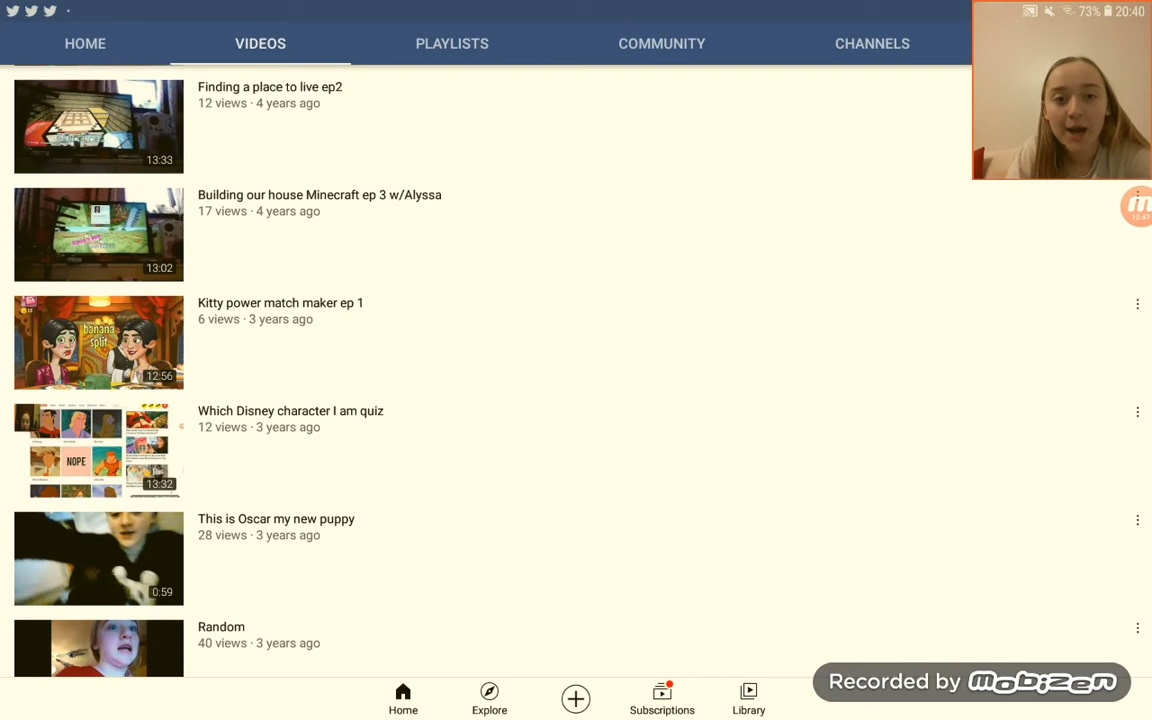 73% 20:40
HOME VIDEOS PLAYLISTS COMMUNITY CHANNELS
Finding a place to live ep2
12 views · 4 years ago
13:33
Building our house Minecraft ep 3 w/Alyssa
17 views · 4 years ago
13:02
10:47
Kitty power match maker ep 1
6 views · 3 years ago
banana
split
12:56
Which Disney character I am quiz
12 views · 3 years ago
NOPE
13:32
This is Oscar my new puppy
28 views · 3 years ago
0:59
Random
40 views · 3 years ago
Recorded by mobizen
Home Explore Subscriptions Library